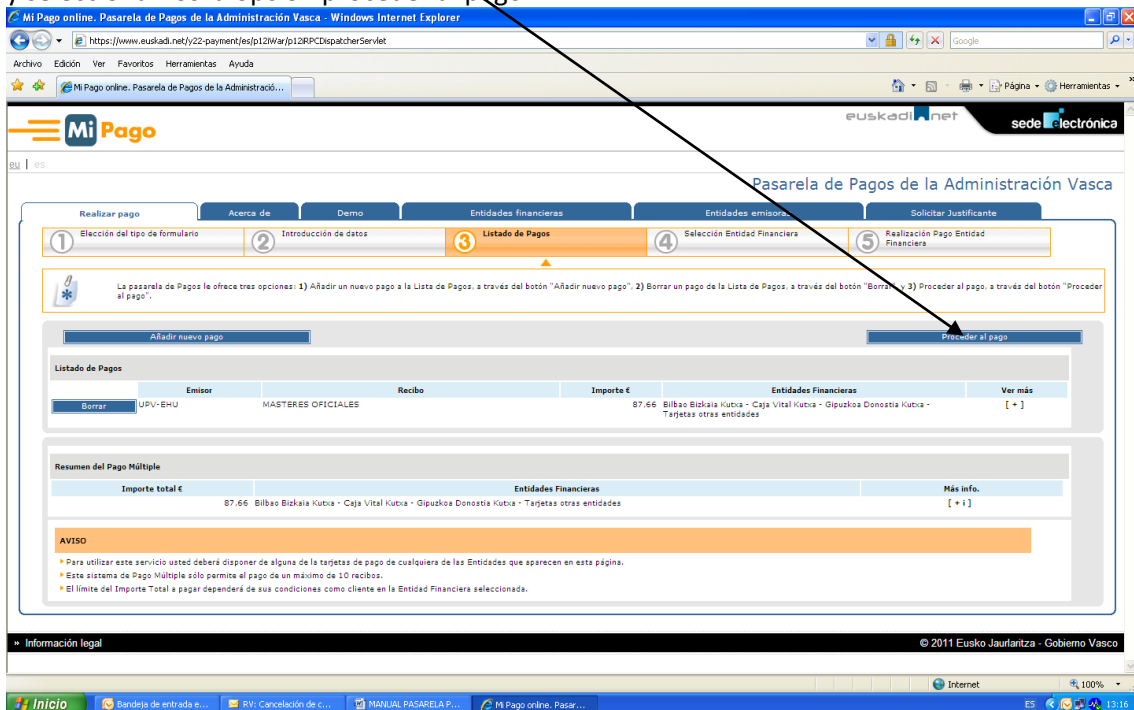 Mi Pago online. Pasarela de Pagos de la Administración Vasca - Windows Internet Explorer
https://www.euskadi.net/y22-payment/es/p12iWar/p12iRPCDispatcherServlet
Google
Archivo Edición Ver Favoritos Herramientas Ayuda
Mi Pago online. Pasarela de Pagos de la Administració...
Página
Herramientas
Mi Pago
euskadi net
sede electrónica
eu | es
Pasarela de Pagos de la Administración Vasca
Realizar pago
Acerca de
Demo
Entidades financieras
Entidades emisoras
Solicitar Justificante
1 Elección del tipo de formulario
2 Introducción de datos
3 Listado de Pagos
4 Selección Entidad Financiera
5 Realización Pago Entidad
Financiera
La pasarela de Pagos le ofrece tres opciones: 1) Añadir un nuevo pago a la Lista de Pagos, a través del botón "Añadir nuevo pago", 2) Borrar un pago de la Lista de Pagos, a través del botón "Borrar", y 3) Proceder al pago, a través del botón "Proceder
al pago".
Añadir nuevo pago
Proceder al pago
Listado de Pagos
Emisor Recibo Importe € Entidades Financieras Ver más
Borrar UPV-EHU MASTERES OFICIALES 87,66 Bilbao Bizkaia Kutxa - Caja Vital Kutxa - Gipuzkoa Donostia Kutxa - [ + ]
Tarjetas otras entidades
Resumen del Pago Múltiple
Importe total € Entidades Financieras Más info.
87,66 Bilbao Bizkaia Kutxa - Caja Vital Kutxa - Gipuzkoa Donostia Kutxa - Tarjetas otras entidades [ + i ]
AVISO
Para utilizar este servicio usted deberá disponer de alguna de la tarjetas de pago de cualquiera de las Entidades que aparecen en esta página.
Este sistema de Pago Múltiple sólo permite el pago de un máximo de 10 recibos.
El límite del Importe Total a pagar dependerá de sus condiciones como cliente en la Entidad Financiera seleccionada.
» Información legal
© 2011 Eusko Jaurlaritza - Gobierno Vasco
Internet
100%
Inicio
Bandeja de entrada e...
RV: Cancelación de c...
MANUAL PASARELA P...
Mi Pago online. Pasar...
ES
13:16